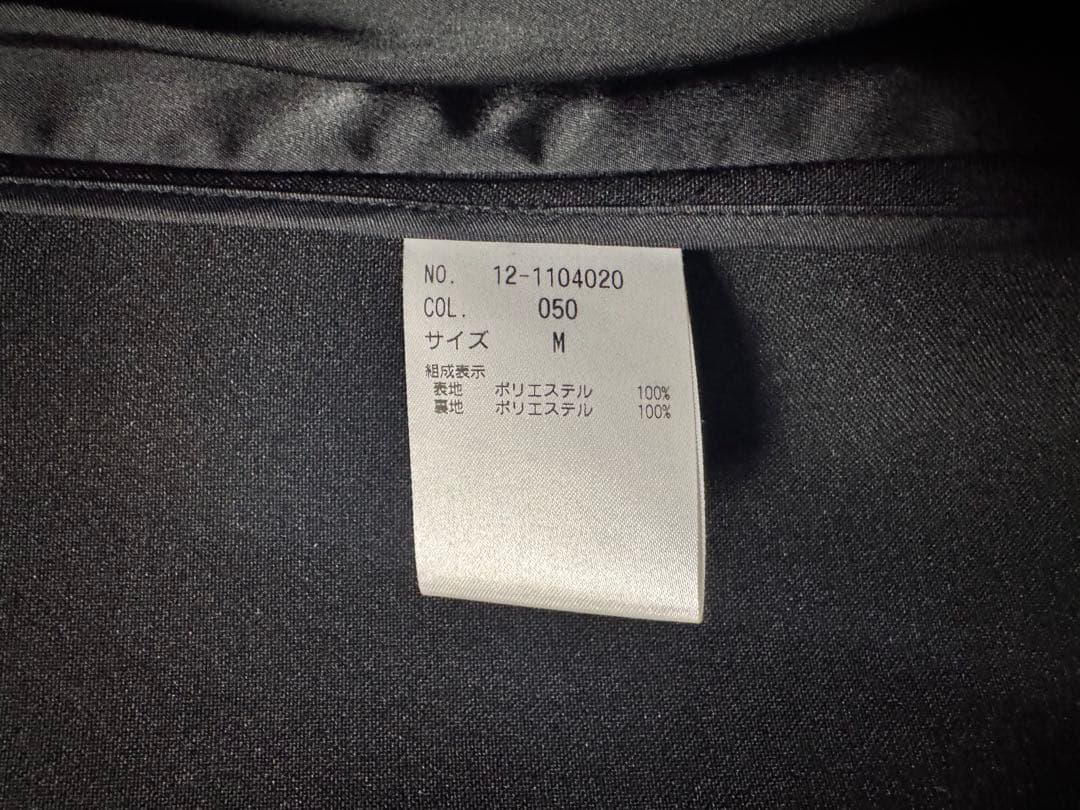 NO. 12-1104020
COL. 050
サイズ M
組成表示
表地 ポリエステル 100%
裏地 ポリエステル 100%